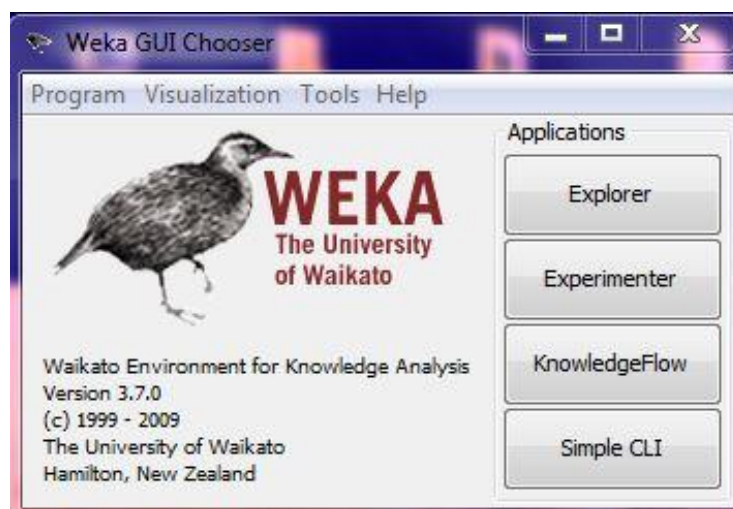 Weka GUI Chooser
Program Visualization Tools Help
WEKA
The University
of Waikato
Waikato Environment for Knowledge Analysis
Version 3.7.0
(c) 1999 - 2009
The University of Waikato
Hamilton, New Zealand
Applications
Explorer
Experimenter
KnowledgeFlow
Simple CLI